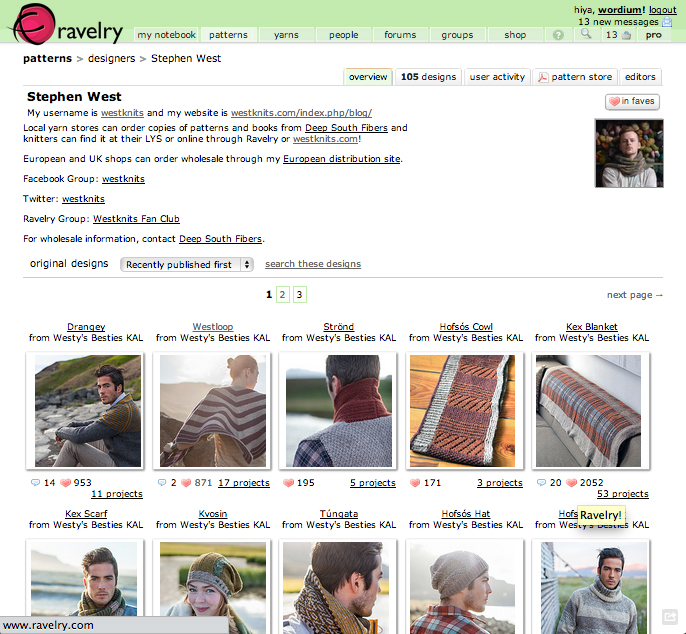 hiya, wordium! logout
13 new messages
ravelry
my notebook patterns yarns people forums groups shop ? 13 pro
patterns > designers > Stephen West
overview 105 designs user activity pattern store editors
Stephen West
in faves
My username is westknits and my website is westknits.com/index.php/blog/
Local yarn stores can order copies of patterns and books from Deep South Fibers and
knitters can find it at their LYS or online through Ravelry or westknits.com!
European and UK shops can order wholesale through my European distribution site.
Facebook Group: westknits
Twitter: westknits
Ravelry Group: Westknits Fan Club
For wholesale information, contact Deep South Fibers.
original designs Recently published first search these designs
1 2 3 next page →
Drangey Westloop Strönd Hofsós Cowl Kex Blanket
from Westy's Besties KAL from Westy's Besties KAL from Westy's Besties KAL from Westy's Besties KAL from Westy's Besties KAL
14 953 2 871 17 projects 195 5 projects 171 3 projects 20 2052
11 projects 53 projects
Kex Scarf Kvosin Túngata Hofsós Hat
from Westy's Besties KAL from Westy's Besties KAL from Westy's Besties KAL from Westy's Besties KAL from KAL
Ravelry!
www.ravelry.com